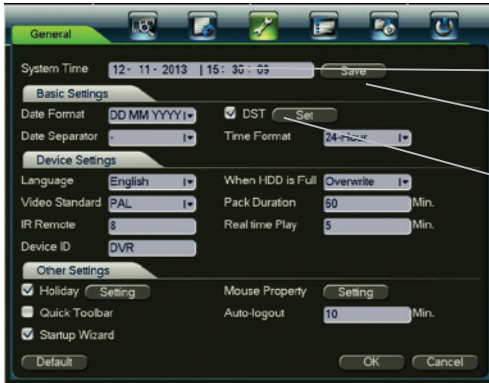 General
System Time 12 - 11 - 2013 | 15 : 30 : 09 Save
Basic Settings
Date Format DD MM YYYY DST Set
Date Separator - Time Format 24-Hour
Device Settings
Language English When HDD is Full Overwrite
Video Standard PAL Pack Duration 60 Min.
IR Remote 8 Real time Play 5 Min.
Device ID DVR
Other Settings
Holiday Setting Mouse Property Setting
Quick Toolbar Auto-logout 10 Min.
Startup Wizard
Default OK Cancel